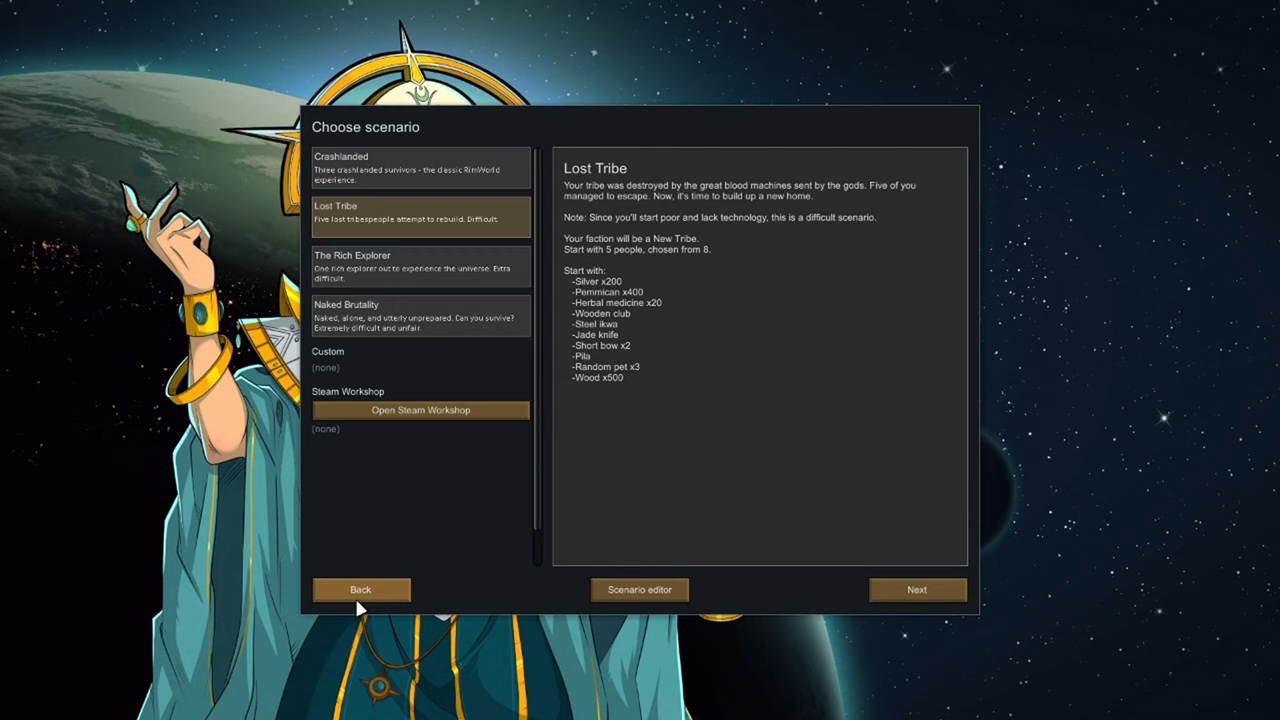 Choose scenario
Crashlanded
Three crashlanded survivors - the classic RimWorld
experience.
Lost Tribe
Five lost tribespeople attempt to rebuild. Difficult.
The Rich Explorer
One rich explorer out to experience the universe. Extra
difficult.
Naked Brutality
Naked, alone, and utterly unprepared. Can you survive?
Extremely difficult and unfair.
Custom
(none)
Steam Workshop
Open Steam Workshop
(none)
Lost Tribe
Your tribe was destroyed by the great blood machines sent by the gods. Five of you
managed to escape. Now, it's time to build up a new home.
Note: Since you'll start poor and lack technology, this is a difficult scenario.
Your faction will be a New Tribe.
Start with 5 people, chosen from 8.
Start with:
-Silver x200
-Pemmican x400
-Herbal medicine x20
-Wooden club
-Steel ikwa
-Jade knife
-Short bow x2
-Pila
-Random pet x3
-Wood x500
Back
Scenario editor
Next